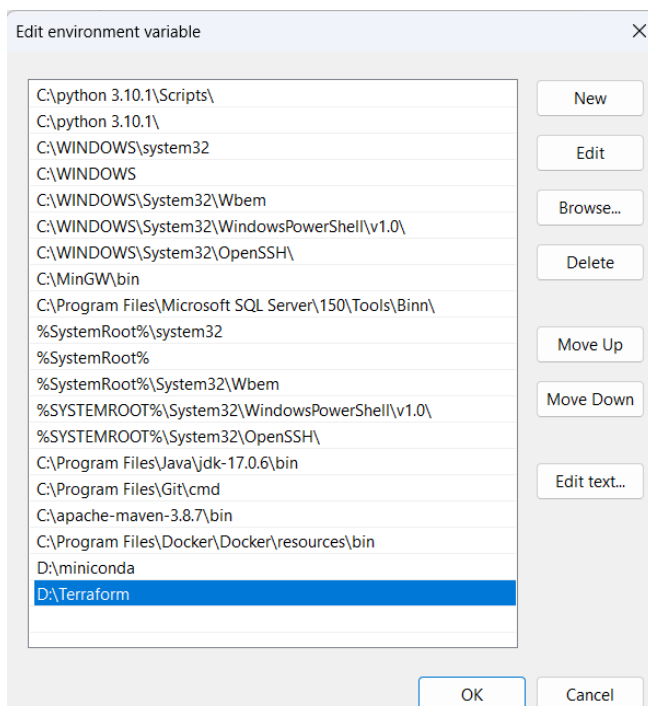 Edit environment variable
C:\python 3.10.1\Scripts\
C:\python 3.10.1\
C:\WINDOWS\system32
C:\WINDOWS
C:\WINDOWS\System32\Wbem
C:\WINDOWS\System32\WindowsPowerShell\v1.0\
C:\WINDOWS\System32\OpenSSH\
C:\MinGW\bin
C:\Program Files\Microsoft SQL Server\150\Tools\Binn\
%SystemRoot%\system32
%SystemRoot%
%SystemRoot%\System32\Wbem
%SYSTEMROOT%\System32\WindowsPowerShell\v1.0\
%SYSTEMROOT%\System32\OpenSSH\
C:\Program Files\Java\jdk-17.0.6\bin
C:\Program Files\Git\cmd
C:\apache-maven-3.8.7\bin
C:\Program Files\Docker\Docker\resources\bin
D:\miniconda
D:\Terraform
New
Edit
Browse...
Delete
Move Up
Move Down
Edit text...
OK
Cancel